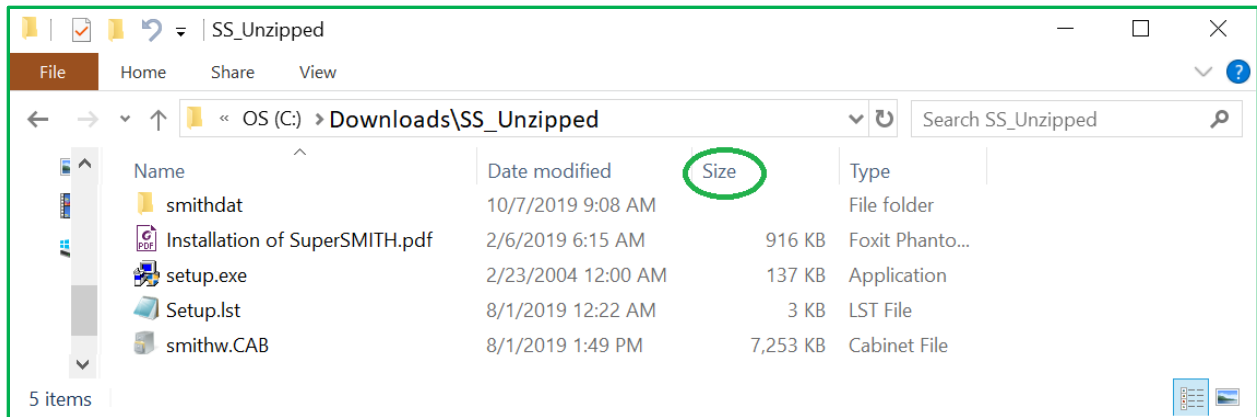 SS_Unzipped
File Home Share View
« OS (C:) > Downloads\SS_Unzipped Search SS_Unzipped
Name Date modified Size Type
smithdat 10/7/2019 9:08 AM File folder
Installation of SuperSMITH.pdf 2/6/2019 6:15 AM 916 KB Foxit Phanto...
setup.exe 2/23/2004 12:00 AM 137 KB Application
Setup.lst 8/1/2019 12:22 AM 3 KB LST File
smithw.CAB 8/1/2019 1:49 PM 7,253 KB Cabinet File
5 items